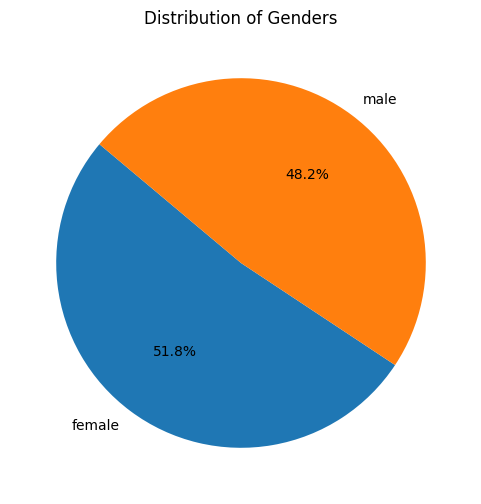 Distribution of Genders
male
48.2%
51.8%
female